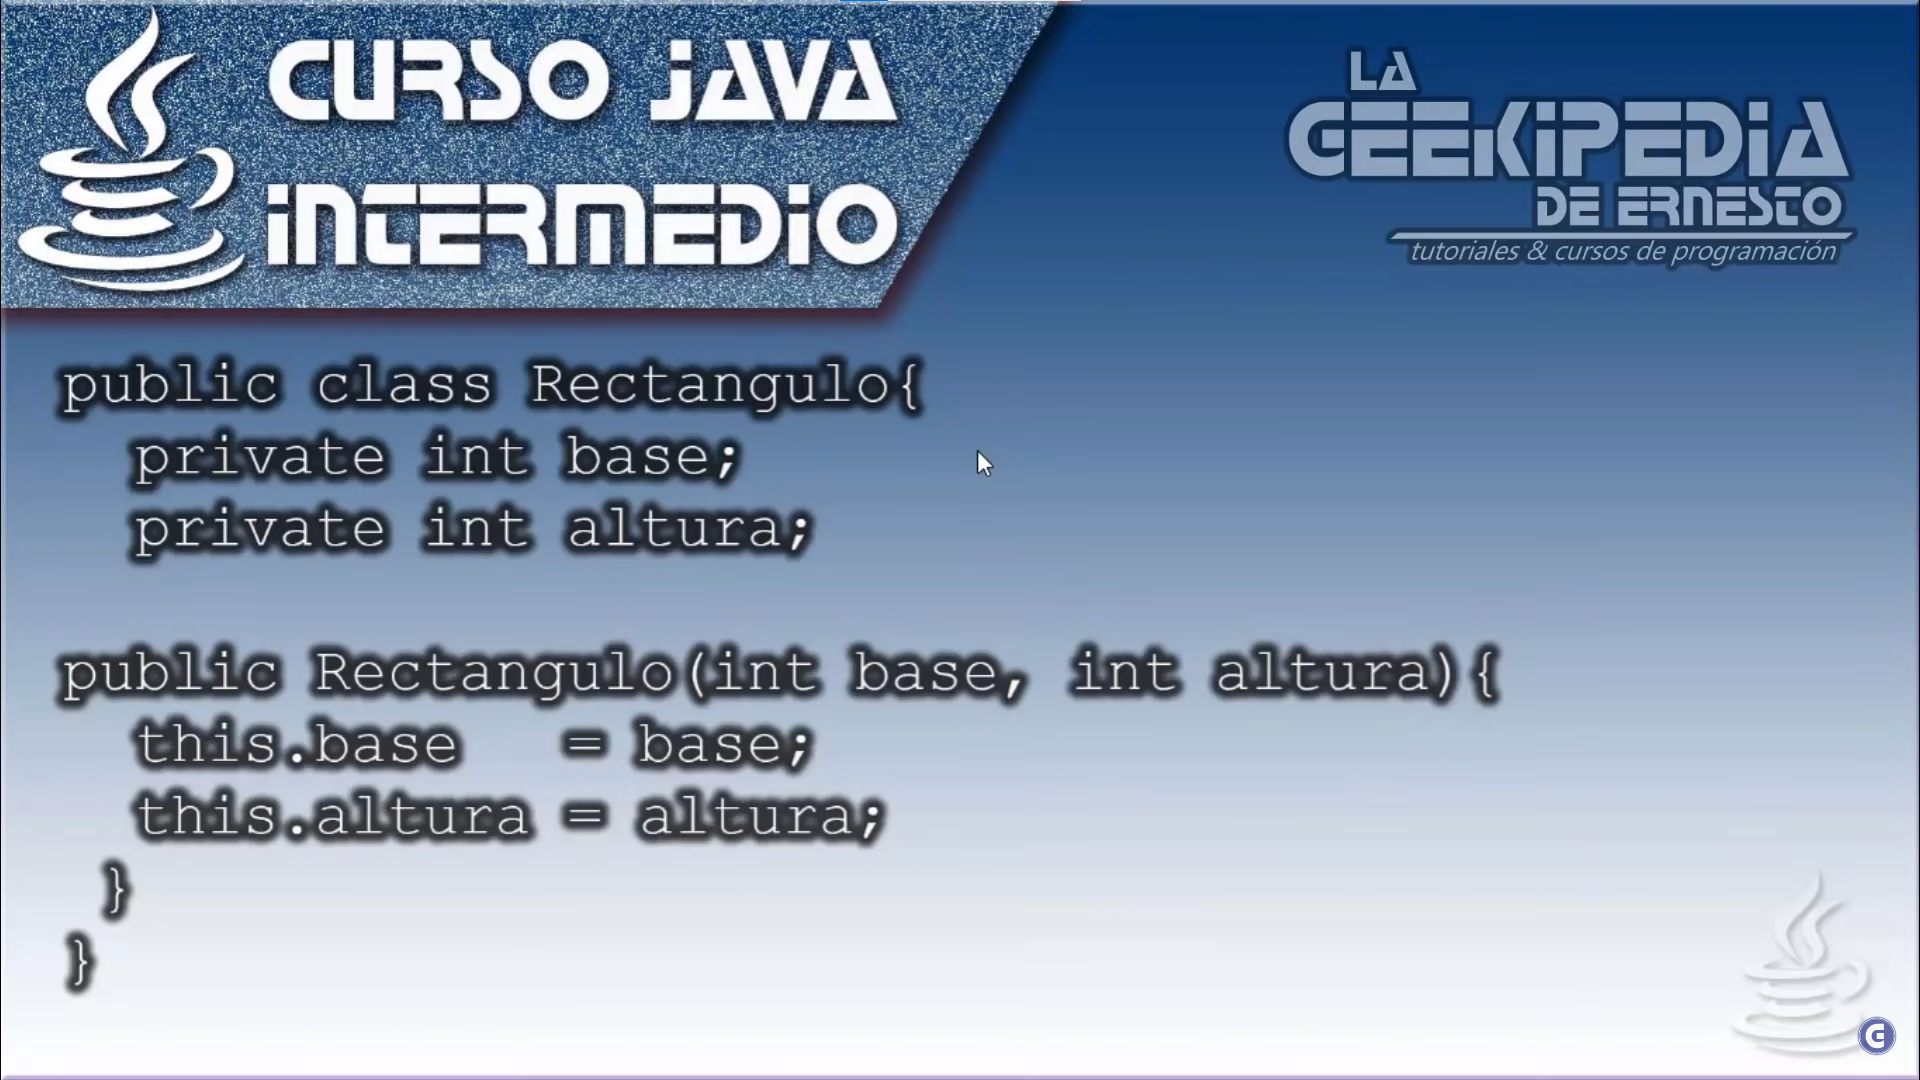 CURSO JAVA
INTERMEDIO
LA
GEEKIPEDIA
DE ERNESTO
tutoriales & cursos de programación
public class Rectangulo{
private int base;
private int altura;
public Rectangulo(int base, int altura){
this.base = base;
this.altura = altura;
}
}
G